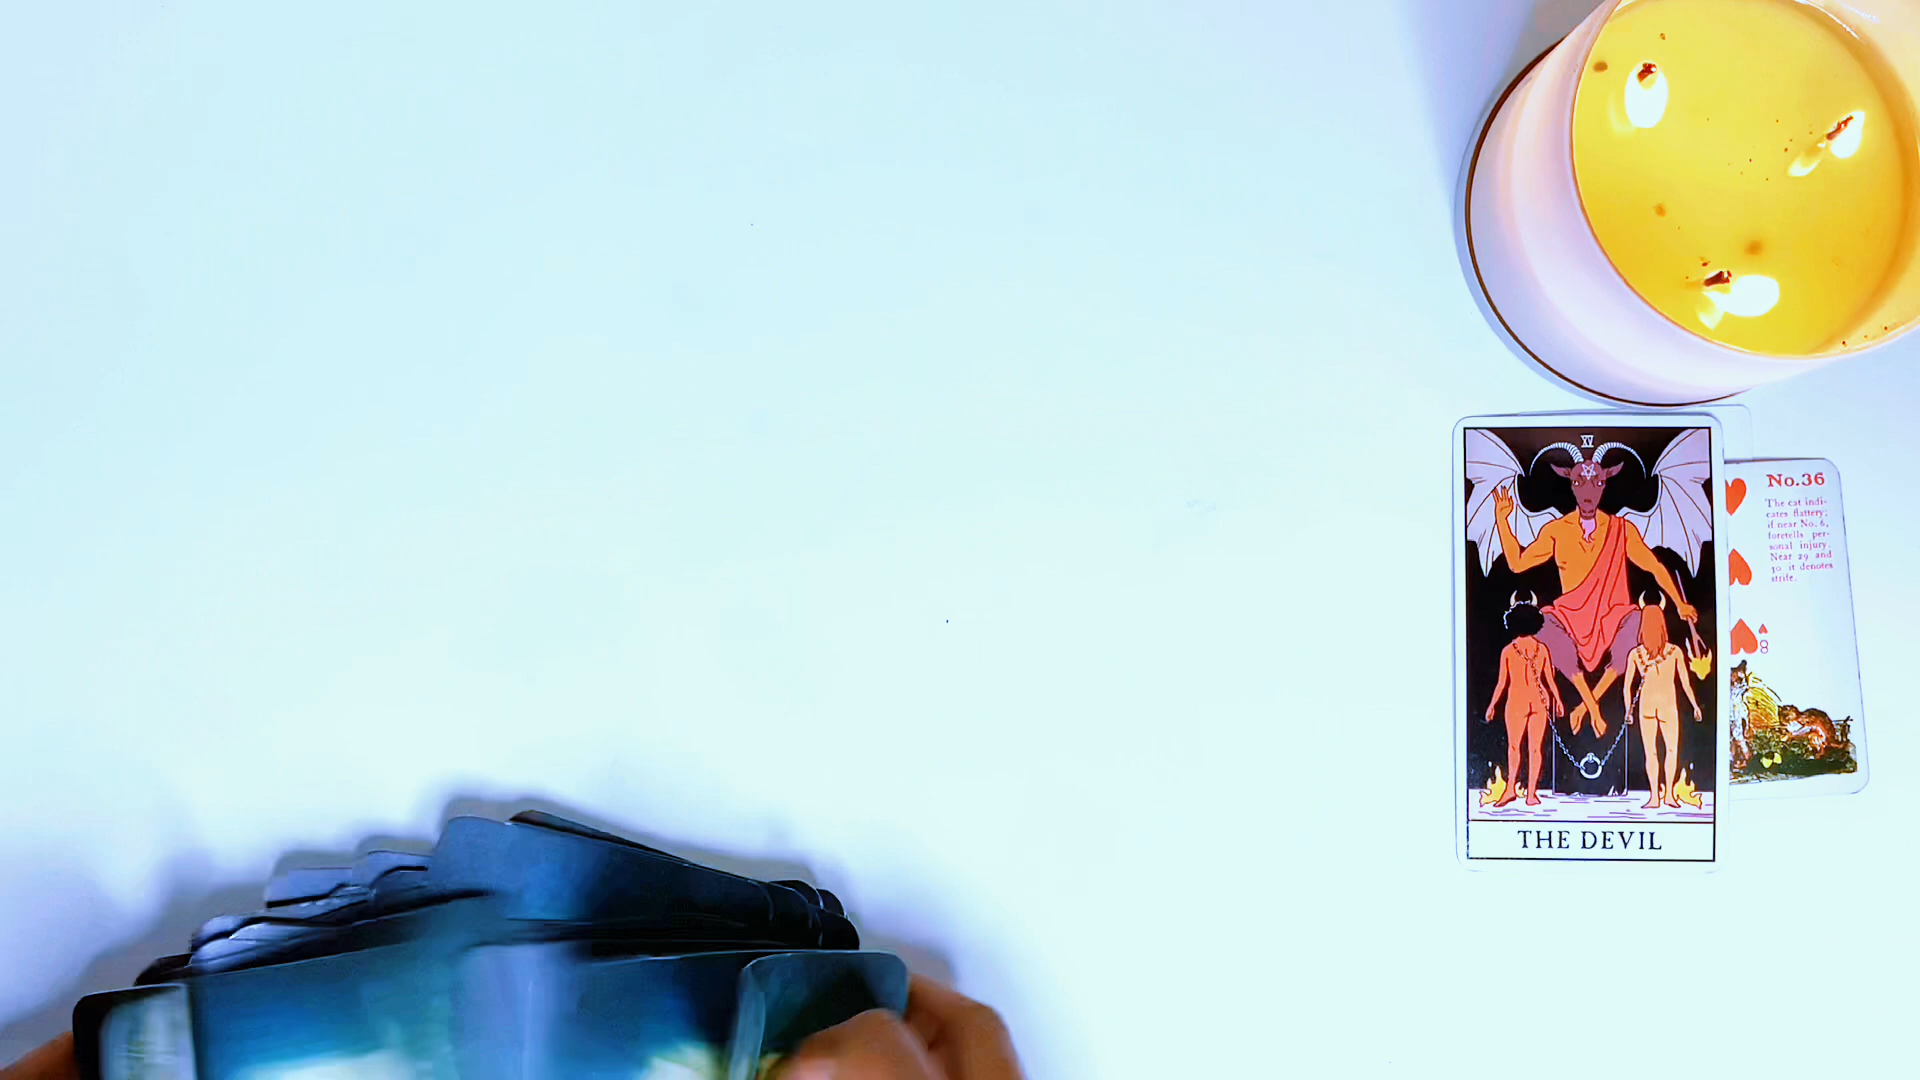 XV
THE DEVIL
No.36
The cat indi-
cates flattery;
if near No. 6,
foretells per-
sonal injury.
Near 29 and
30 it denotes
strife.
8